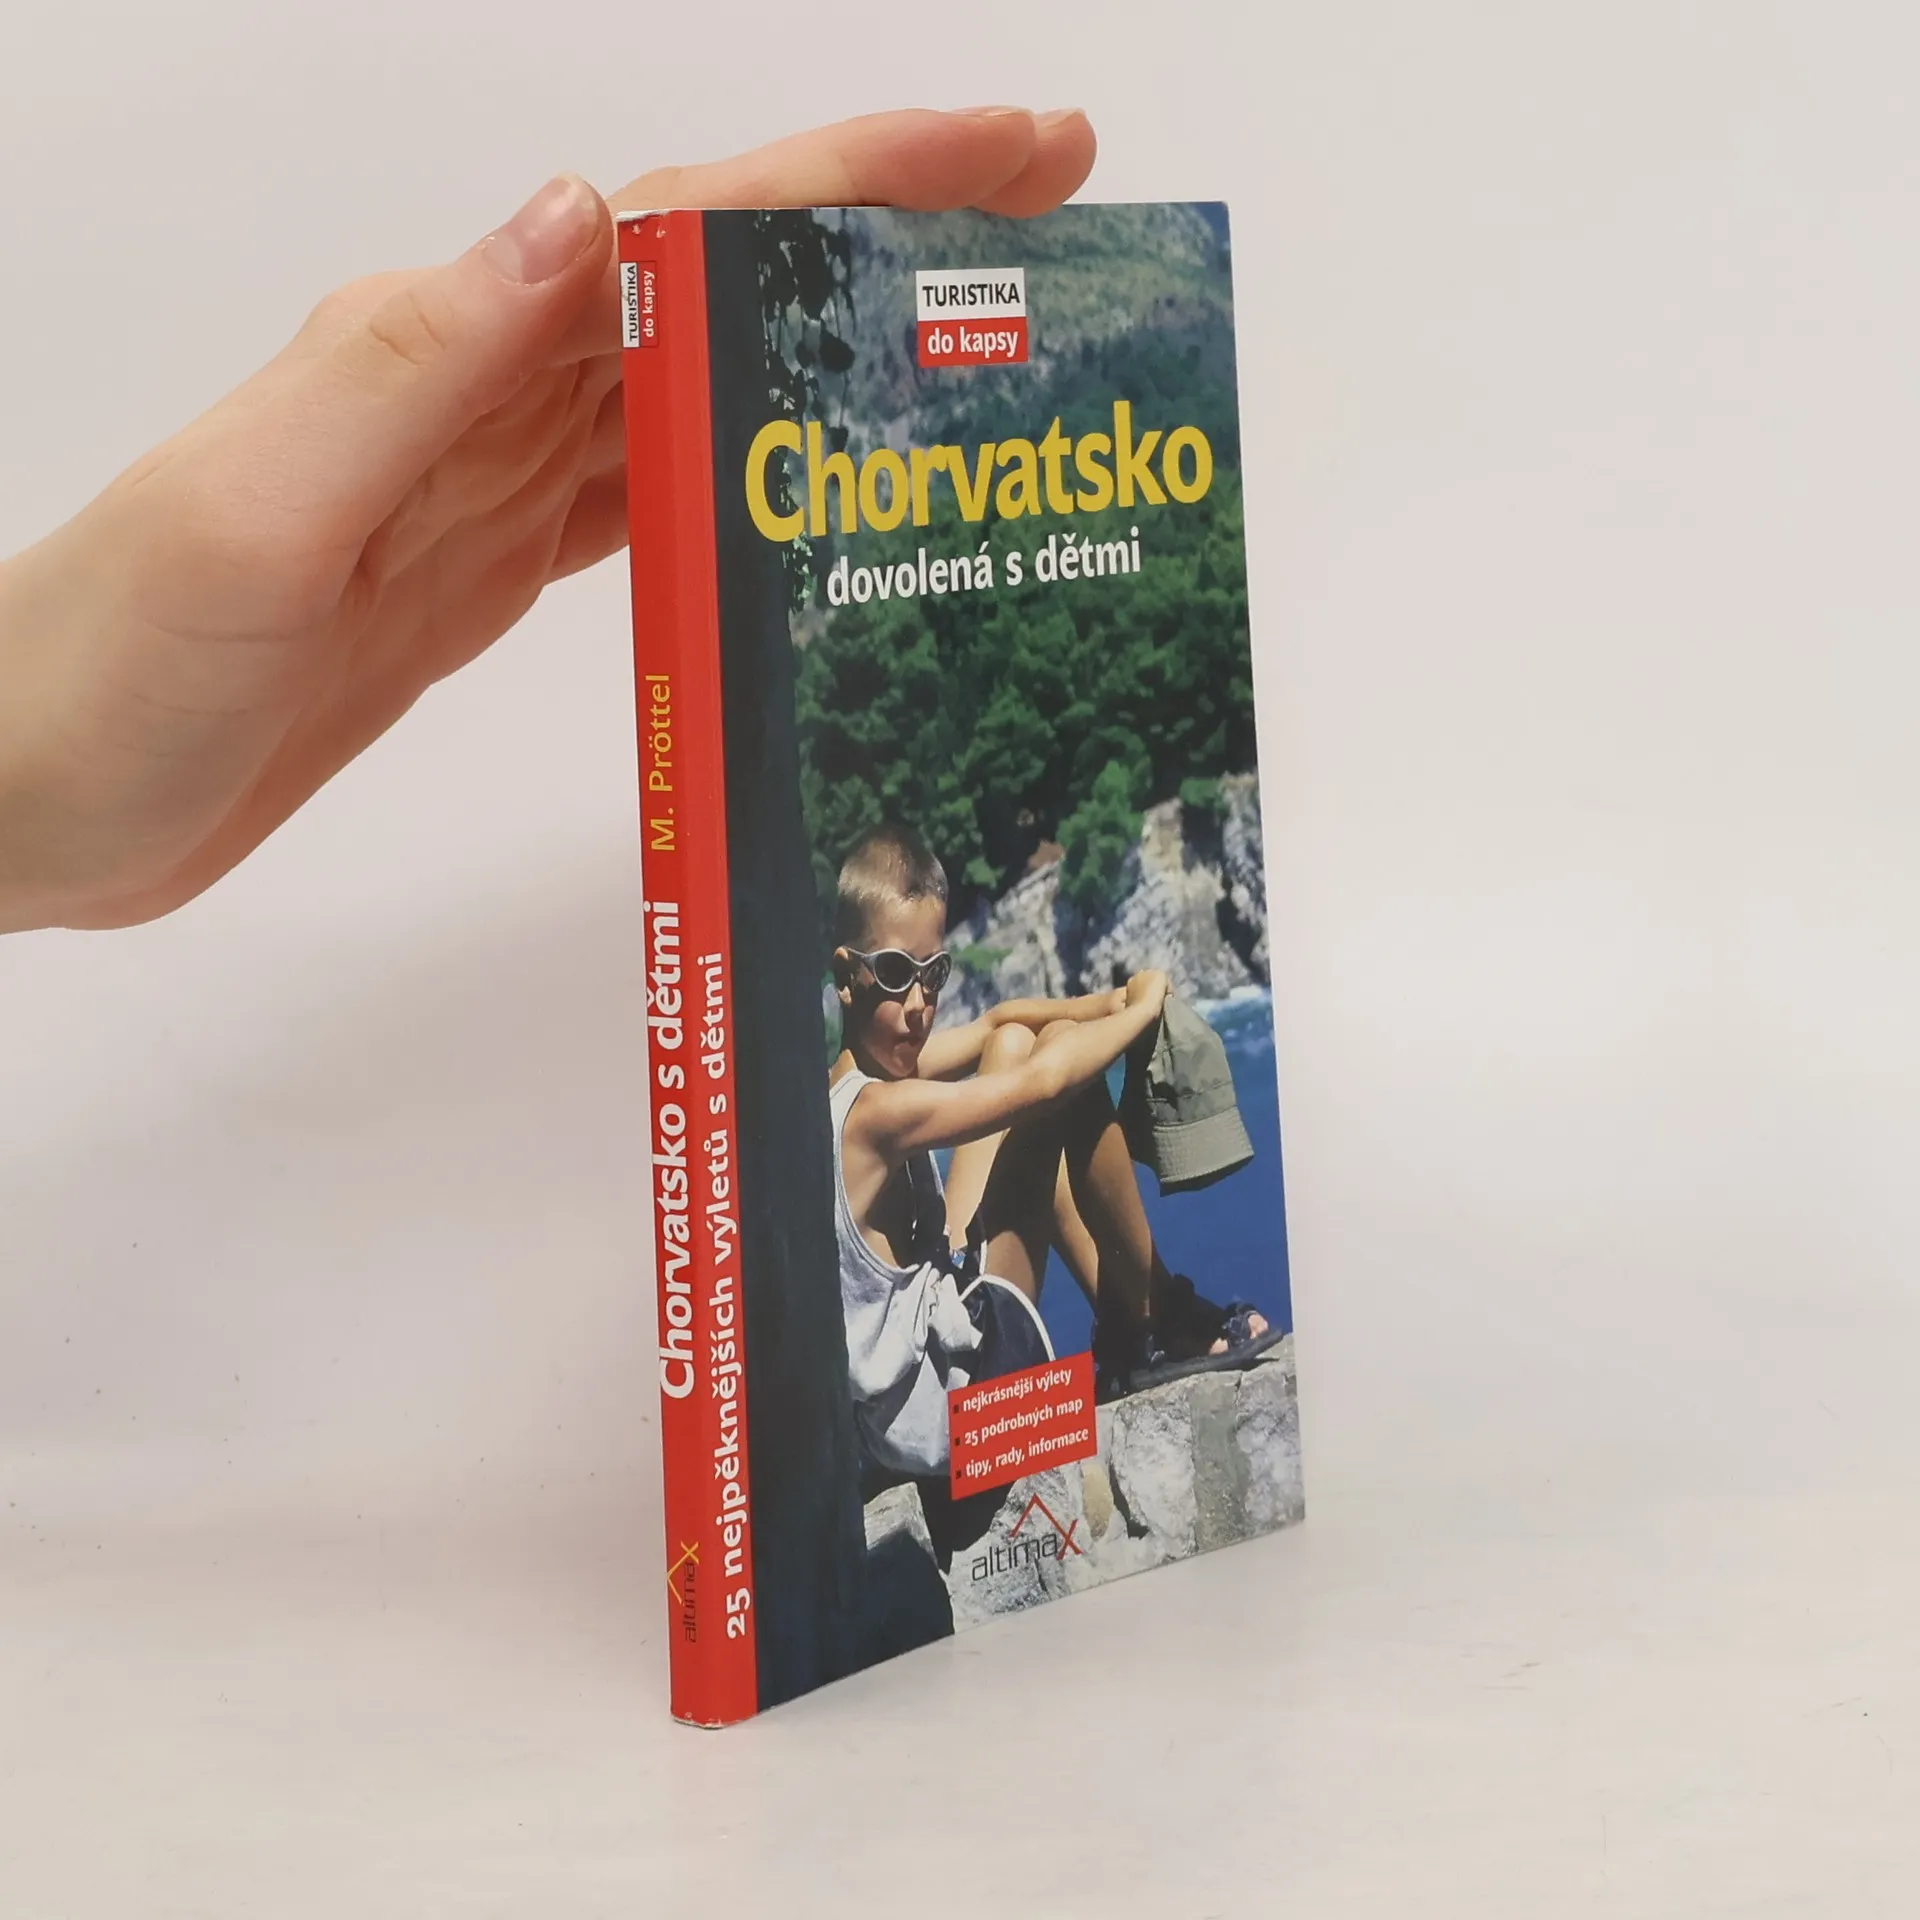 TURISTIKA
do kapsy
Chorvatsko
dovolená s dětmi
nejkrásnější výlety
25 podrobných map
tipy, rady, informace
altimax
TURISTIKA
do kapsy
Chorvatsko s dětmi M. Pröttel
25 nejpěknějších výletů s dětmi
altimax